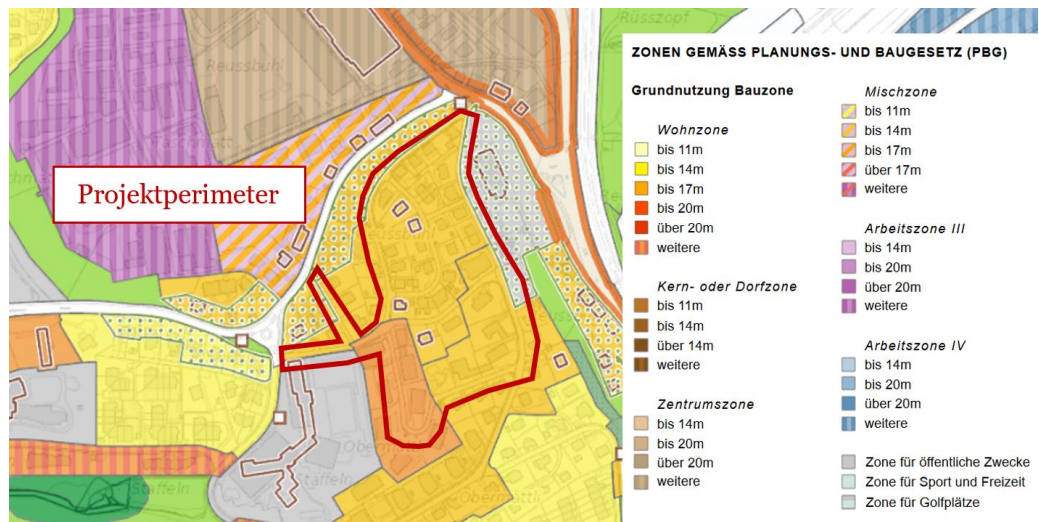 Reussbühl
Rüsszopf
Projektperimeter
Staffeln
Staffeln
Obermättli
ZONEN GEMÄSS PLANUNGS- UND BAUGESETZ (PBG)
Grundnutzung Bauzone
Wohnzone
bis 11m
bis 14m
bis 17m
bis 20m
über 20m
weitere
Kern- oder Dorfzone
bis 11m
bis 14m
über 14m
weitere
Zentrumszone
bis 14m
bis 20m
über 20m
weitere
Mischzone
bis 11m
bis 14m
bis 17m
über 17m
weitere
Arbeitszone III
bis 14m
bis 20m
über 20m
weitere
Arbeitszone IV
bis 14m
bis 20m
über 20m
weitere
Zone für öffentliche Zwecke
Zone für Sport und Freizeit
Zone für Golfplätze